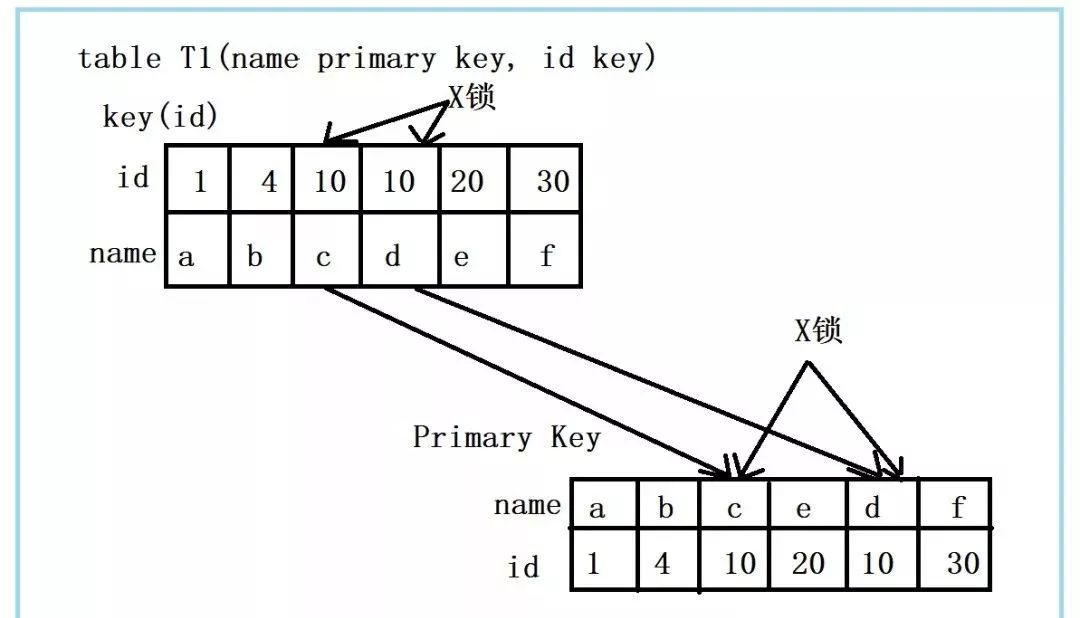 table T1(name primary key, id key)
X锁
key(id)
id 1 4 10 10 20 30
name a b c d e f
X锁
Primary Key
name a b c e d f
id 1 4 10 20 10 30